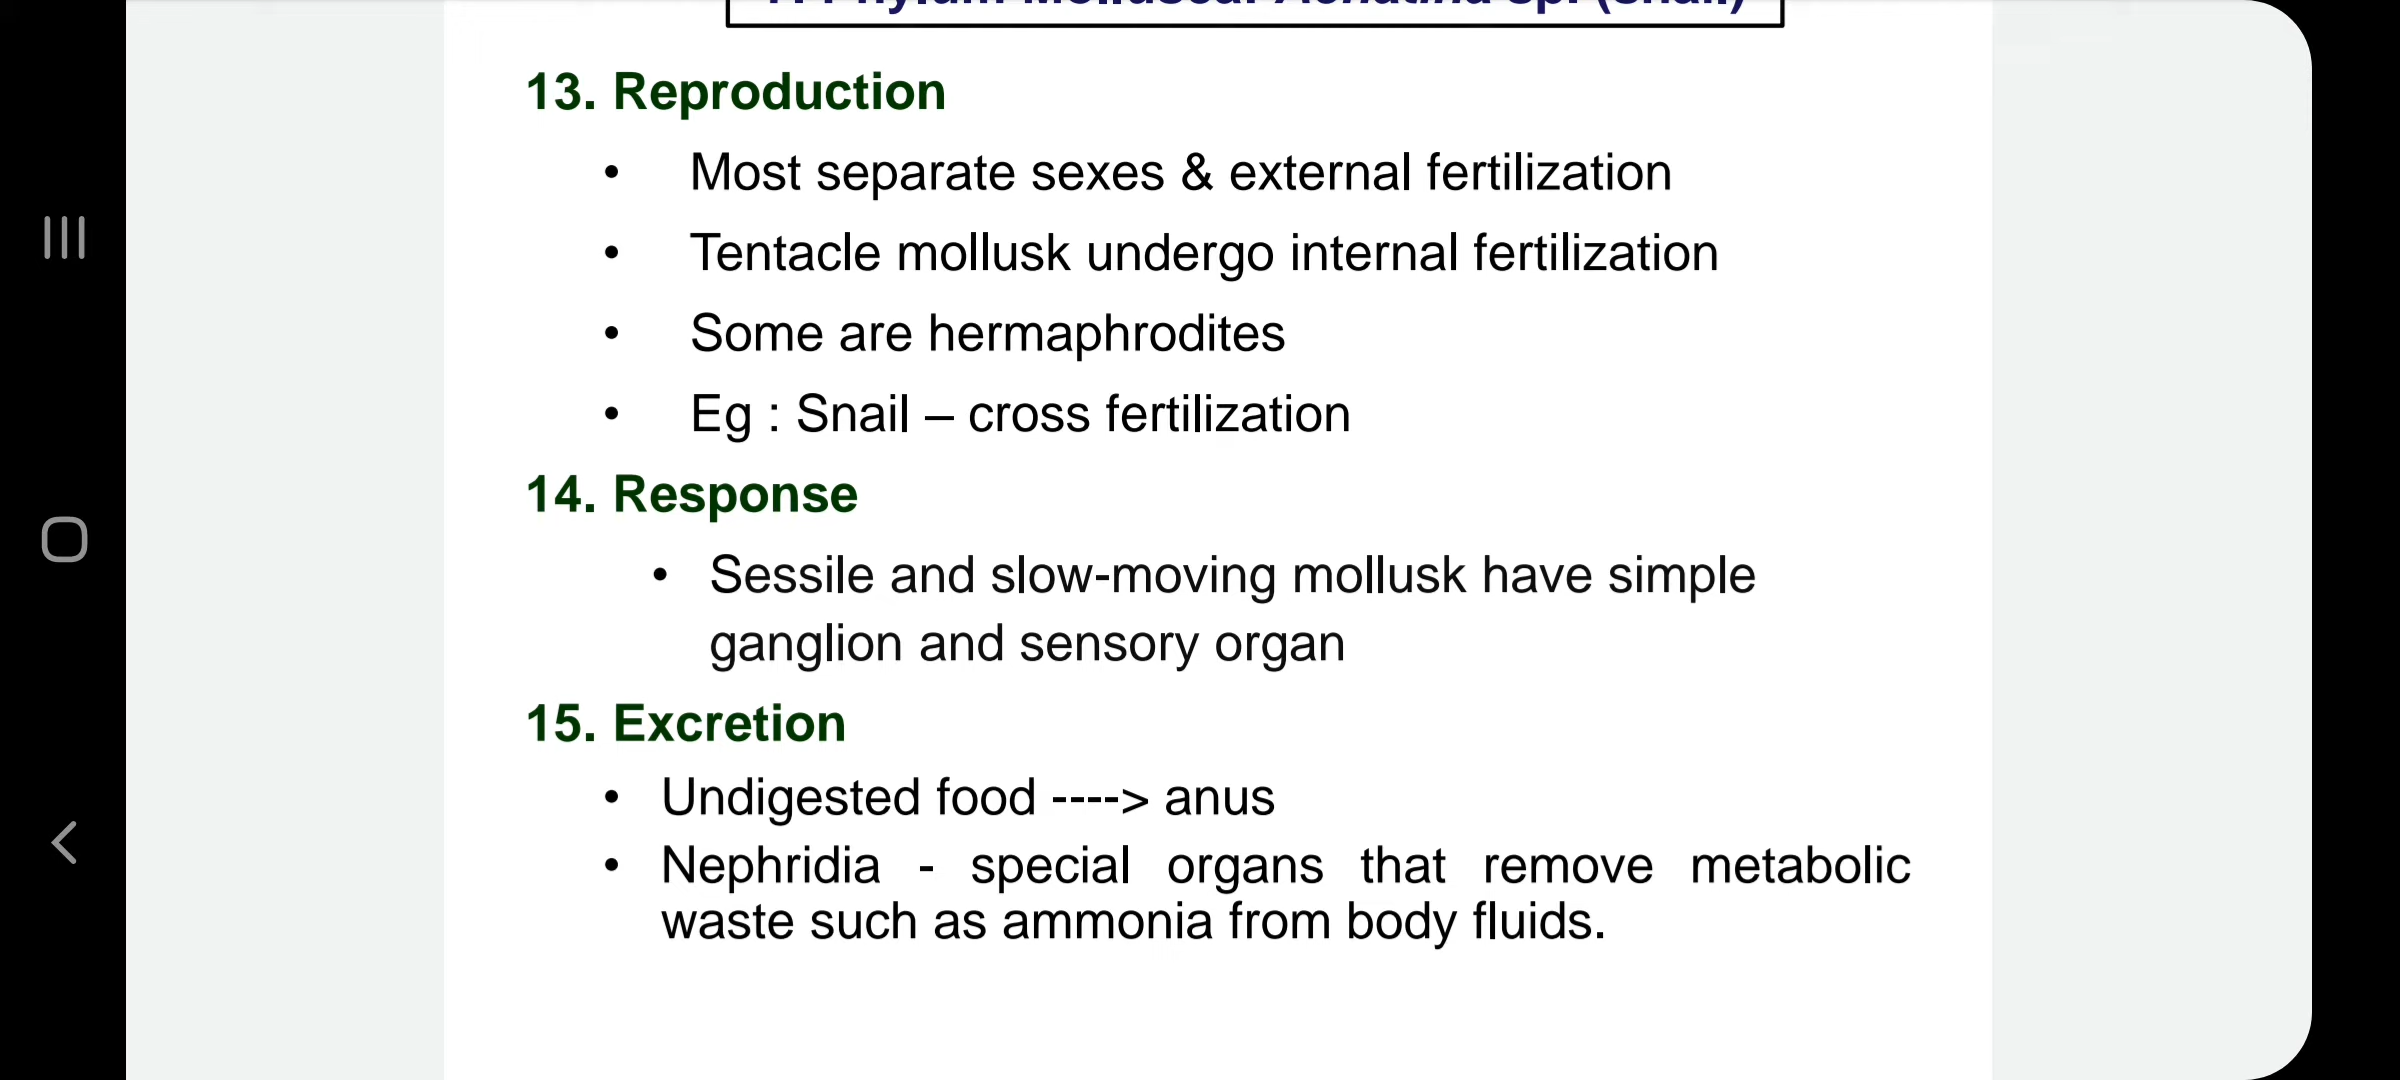 13. Reproduction
• Most separate sexes & external fertilization
• Tentacle mollusk undergo internal fertilization
• Some are hermaphrodites
• Eg : Snail – cross fertilization
14. Response
• Sessile and slow-moving mollusk have simple
ganglion and sensory organ
15. Excretion
• Undigested food ----> anus
• Nephridia - special organs that remove metabolic
waste such as ammonia from body fluids.